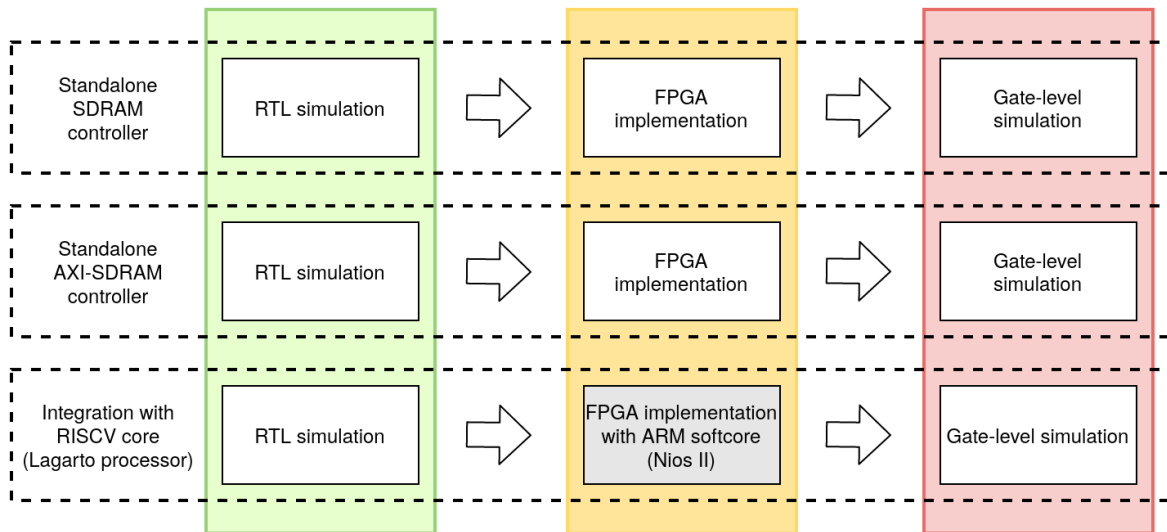 Standalone
SDRAM
controller
RTL simulation
FPGA
implementation
Gate-level
simulation
Standalone
AXI-SDRAM
controller
RTL simulation
FPGA
implementation
Gate-level
simulation
Integration with
RISCV core
(Lagarto processor)
RTL simulation
FPGA implementation
with ARM softcore
(Nios II)
Gate-level simulation